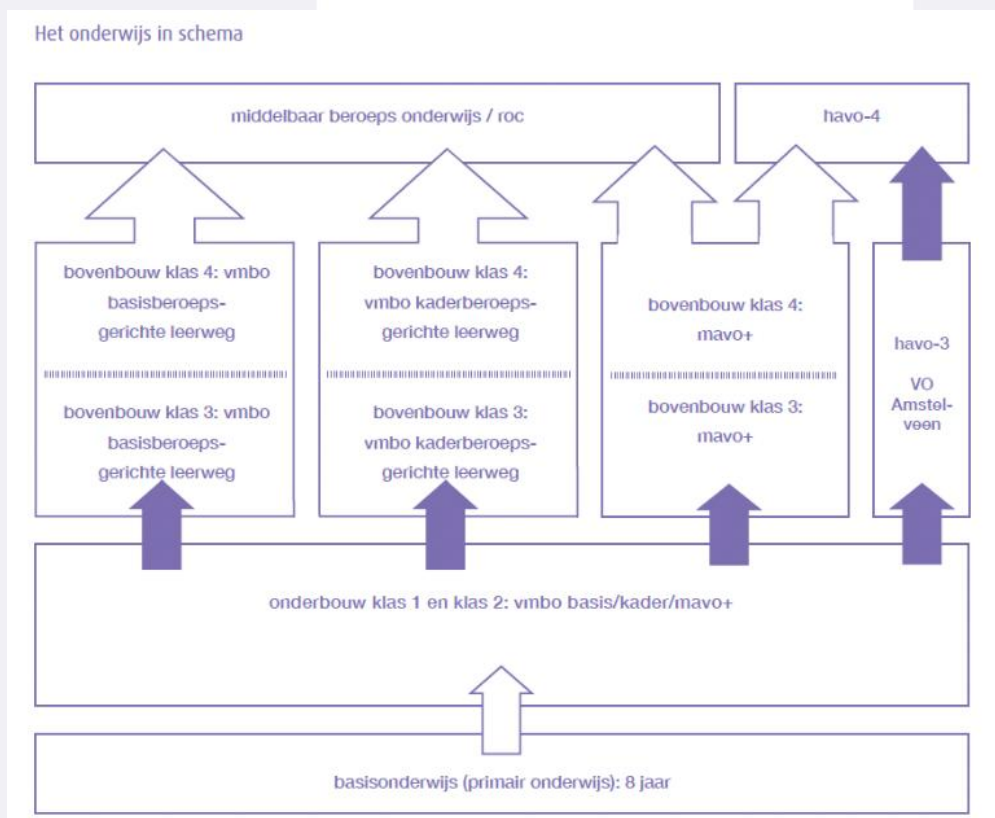 Het onderwijs in schema
middelbaar beroeps onderwijs / roc
havo-4
bovenbouw klas 4: vmbo
basisberoeps-
gerichte leerweg
bovenbouw klas 3: vmbo
basisberoeps-
gerichte leerweg
bovenbouw klas 4:
vmbo kaderberoeps-
gerichte leerweg
bovenbouw klas 3:
vmbo kaderberoeps-
gerichte leerweg
bovenbouw klas 4:
mavo+
bovenbouw klas 3:
mavo+
havo-3
VO
Amstel-
veen
onderbouw klas 1 en klas 2: vmbo basis/kader/mavo+
basisonderwijs (primair onderwijs): 8 jaar